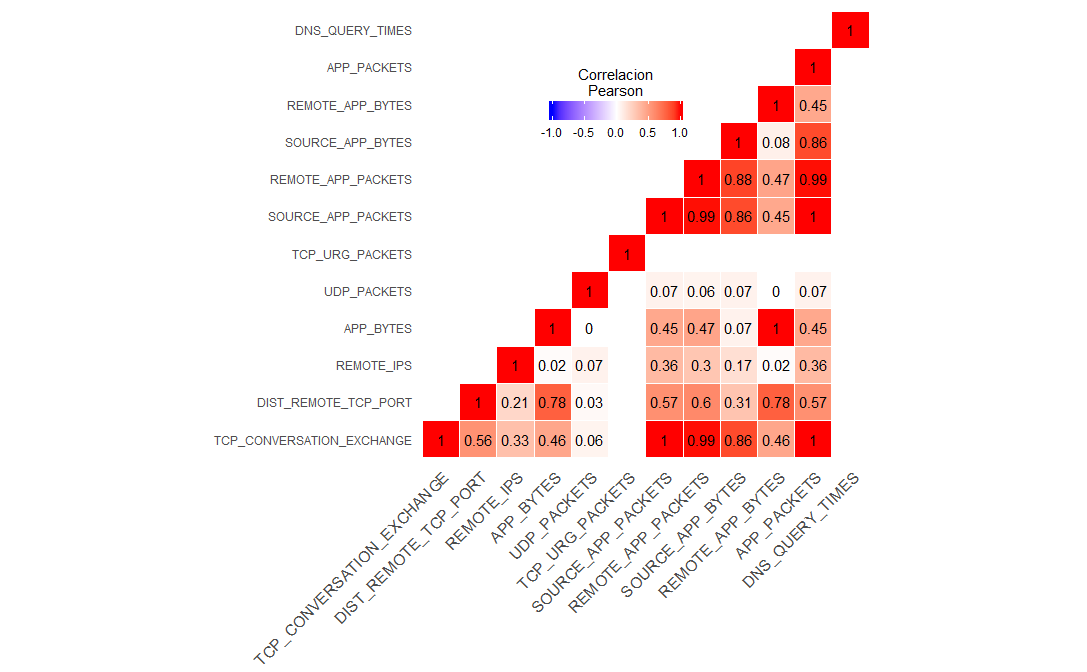 DNS_QUERY_TIMES 1
APP_PACKETS 1
Correlacion
Pearson
-1.0 -0.5 0.0 0.5 1.0
REMOTE_APP_BYTES 1 0.45
SOURCE_APP_BYTES 1 0.08 0.86
REMOTE_APP_PACKETS 1 0.88 0.47 0.99
SOURCE_APP_PACKETS 1 0.99 0.86 0.45 1
TCP_URG_PACKETS 1
UDP_PACKETS 1 0.07 0.06 0.07 0 0.07
APP_BYTES 1 0 0.45 0.47 0.07 1 0.45
REMOTE_IPS 1 0.02 0.07 0.36 0.3 0.17 0.02 0.36
DIST_REMOTE_TCP_PORT 1 0.21 0.78 0.03 0.57 0.6 0.31 0.78 0.57
TCP_CONVERSATION_EXCHANGE 1 0.56 0.33 0.46 0.06 1 0.99 0.86 0.46 1
TCP_CONVERSATION_EXCHANGE
DIST_REMOTE_TCP_PORT
REMOTE_IPS
APP_BYTES
UDP_PACKETS
TCP_URG_PACKETS
SOURCE_APP_PACKETS
REMOTE_APP_PACKETS
SOURCE_APP_BYTES
REMOTE_APP_BYTES
APP_PACKETS
DNS_QUERY_TIMES